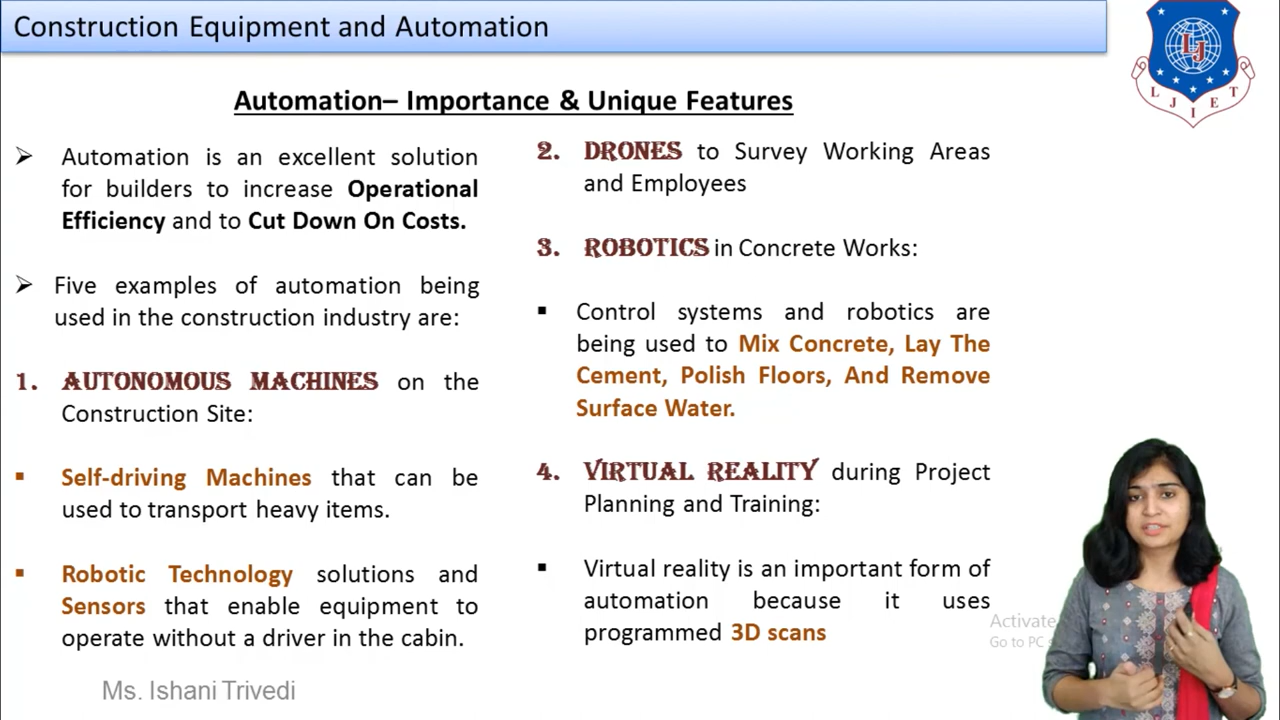 Construction Equipment and Automation
L J I E T
LJ
Automation– Importance & Unique Features
➢ Automation is an excellent solution
for builders to increase Operational
Efficiency and to Cut Down On Costs.
➢ Five examples of automation being
used in the construction industry are:
1. AUTONOMOUS MACHINES on the
Construction Site:
▪ Self-driving Machines that can be
used to transport heavy items.
▪ Robotic Technology solutions and
Sensors that enable equipment to
operate without a driver in the cabin.
2. DRONES to Survey Working Areas
and Employees
3. ROBOTICS in Concrete Works:
▪ Control systems and robotics are
being used to Mix Concrete, Lay The
Cement, Polish Floors, And Remove
Surface Water.
4. VIRTUAL REALITY during Project
Planning and Training:
▪ Virtual reality is an important form of
automation because it uses
programmed 3D scans
Activate
Go to PC
Ms. Ishani Trivedi